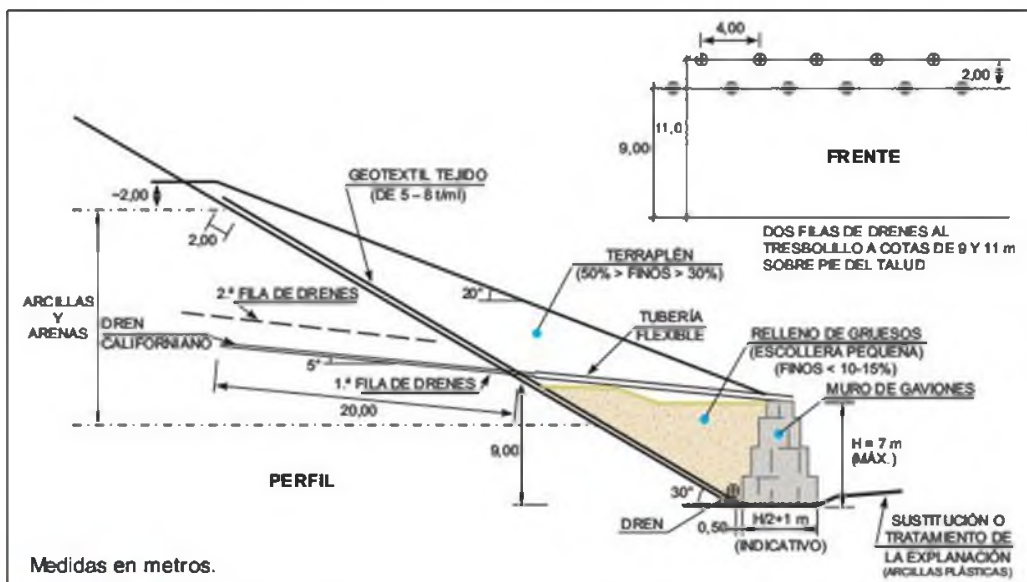 4,00
2,00
11,0
9,00
FRENTE
DOS FILAS DE DRENES AL
TRESBOLILLO A COTAS DE 9 Y 11 m
SOBRE PIE DEL TALUD
GEOTEXTIL TEJIDO
(DE 5 – 8 t/ml)
~2,00
2,00
TERRAPLÉN
(50% > FINOS > 30%)
20°
ARCILLAS
Y
ARENAS
2.ª FILA DE DRENES
TUBERÍA
FLEXIBLE
DREN
CALIFORNIANO
RELLENO DE GRUESOS
(ESCOLLERA PEQUEÑA)
(FINOS < 10-15%)
5°
1.ª FILA DE DRENES
MURO DE GAVIONES
20,00
9,00
H = 7 m
(MÁX.)
PERFIL
30°
DREN
0,50
H/2+1 m
(INDICATIVO)
SUSTITUCIÓN O
TRATAMIENTO DE
LA EXPLANACIÓN
(ARCILLAS PLÁSTICAS)
Medidas en metros.